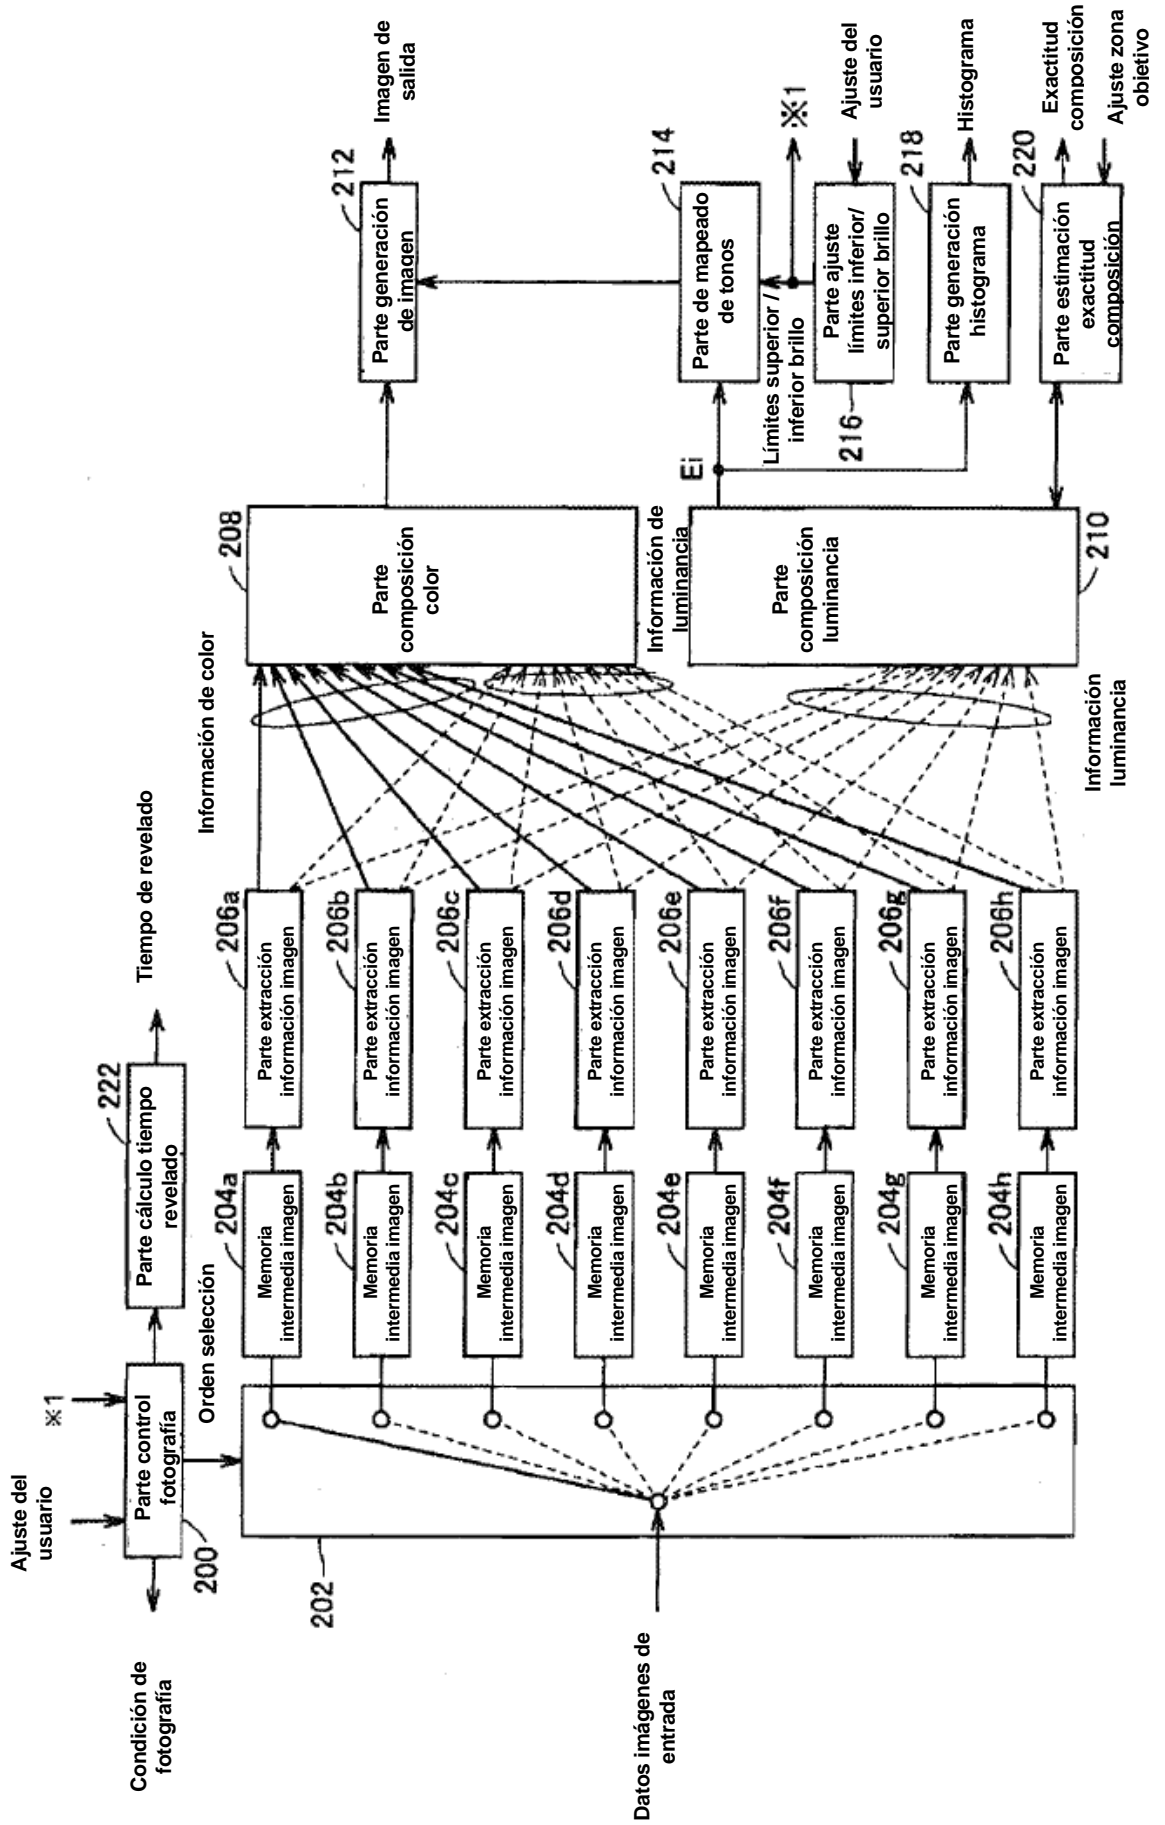 Ajuste del
usuario
※1
Condición de
fotografía
Parte control
fotografía
200
Parte cálculo tiempo
revelado
222
Tiempo de revelado
Orden selección
202
Datos imágenes de
entrada
204a
Memoria
intermedia imagen
204b
Memoria
intermedia imagen
204c
Memoria
intermedia imagen
204d
Memoria
intermedia imagen
204e
Memoria
intermedia imagen
204f
Memoria
intermedia imagen
204g
Memoria
intermedia imagen
204h
Memoria
intermedia imagen
206a
Parte extracción
información imagen
206b
Parte extracción
información imagen
206c
Parte extracción
información imagen
206d
Parte extracción
información imagen
206e
Parte extracción
información imagen
206f
Parte extracción
información imagen
206g
Parte extracción
información imagen
206h
Parte extracción
información imagen
Información de color
208
Parte
composición
color
Información de
luminancia
Parte
composición
luminancia
210
Información
luminancia
Ei
212
Parte generación
de imagen
Imagen de
salida
214
Parte de mapeado
de tonos
Límites superior /
inferior brillo
※1
216
Parte ajuste
límites inferior/
superior brillo
Ajuste del
usuario
218
Parte generación
histograma
Histograma
220
Parte estimación
exactitud
composición
Exactitud
composición
Ajuste zona
objetivo